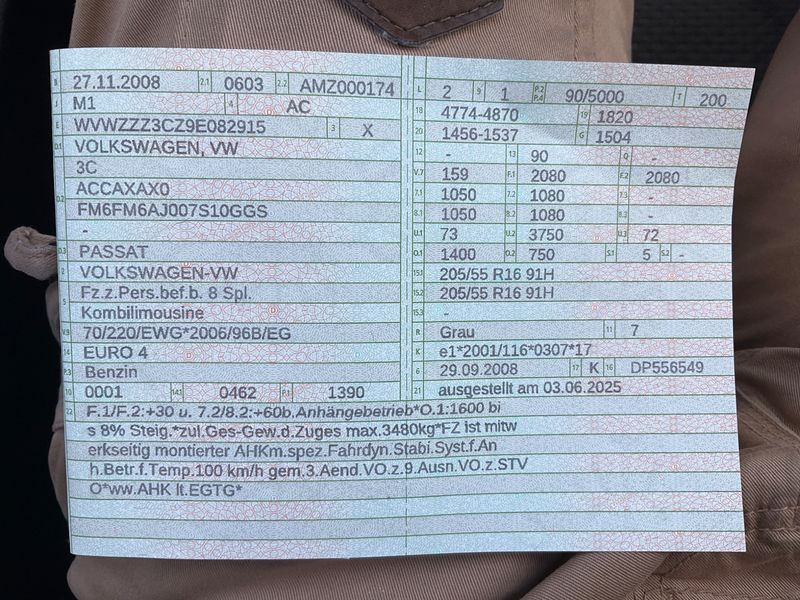 B 27.11.2008 2.1 0603 2.2 AMZ000174
J M1 4 AC
E WVWZZZ3CZ9E082915 3 X
D.1 VOLKSWAGEN, VW
3C
D.2 ACCAXAX0
FM6FM6AJ007S10GGS
-
D.3 PASSAT
2 VOLKSWAGEN-VW
5 Fz.z.Pers.bef.b. 8 Spl.
Kombilimousine
V.9 70/220/EWG*2006/96B/EG
14 EURO 4
P.3 Benzin
10 0001 14.1 0462 P.1 1390
L 2 9 1 P.2 P.4 90/5000 T 200
18 4774-4870 19 1820
20 1456-1537 G 1504
12 - 13 90 Q -
V.7 159 F.1 2080 F.2 2080
7.1 1050 7.2 1080 7.3 -
8.1 1050 8.2 1080 8.3 -
U.1 73 U.2 3750 U.3 72
O.1 1400 O.2 750 S.1 5 S.2 -
15.1 205/55 R16 91H
15.2 205/55 R16 91H
15.3 -
R Grau 11 7
K e1*2001/116*0307*17
6 29.09.2008 17 K 16 DP556549
21 ausgestellt am 03.06.2025
22 F.1/F.2:+30 u. 7.2/8.2:+60b.Anhängebetrieb*O.1:1600 bi
s 8% Steig.*zul.Ges-Gew.d.Zuges max.3480kg*FZ ist mitw
erkseitig montierter AHKm.spez.Fahrdyn.Stabi.Syst.f.An
h.Betr.f.Temp.100 km/h gem.3.Aend.VO.z.9.Ausn.VO.z.STV
O*ww.AHK lt.EGTG*